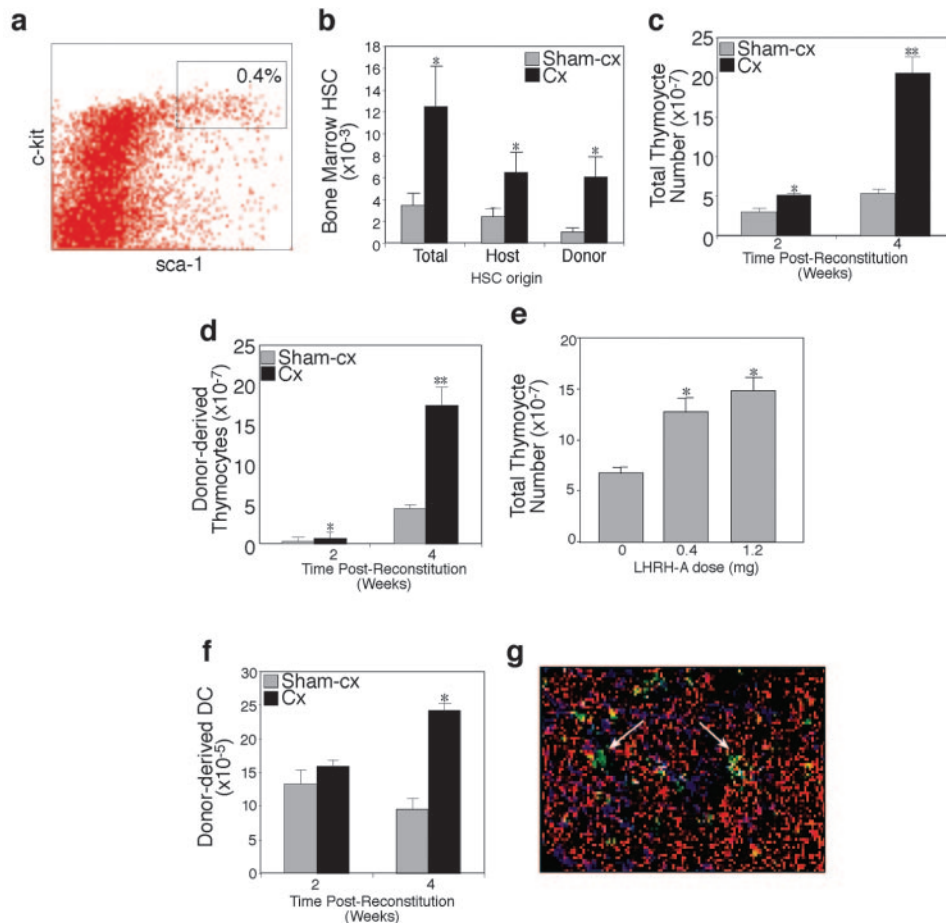 a
0.4%
c-kit
sca-1
b
Bone Marrow HSC
(x10-3)
18
16
14
12
10
8
6
4
2
0
Sham-cx
Cx
*
*
*
Total Host Donor
HSC origin
c
Total Thymoycte
Number (x10-7)
25
20
15
10
5
0
Sham-cx
Cx
*
**
2 4
Time Post-Reconstitution
(Weeks)
d
Donor-derived
Thymocytes (x10-7)
25
20
15
10
5
0
Sham-cx
Cx
*
**
2 4
Time Post-Reconstitution
(Weeks)
e
Total Thymoycte
Number (x10-7)
20
15
10
5
0
*
*
0 0.4 1.2
LHRH-A dose (mg)
f
Donor-derived DC
(x10-5)
30
25
20
15
10
5
0
Sham-cx
Cx
*
2 4
Time Post-Reconstitution
(Weeks)
g